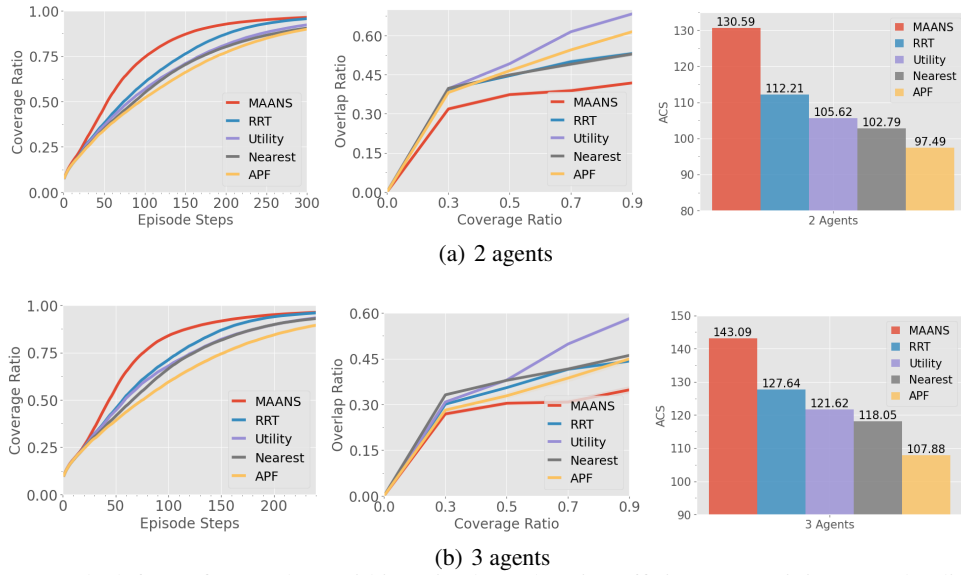 1.00
0.75
0.50
0.25
0.00
Coverage Ratio
0 50 100 150 200 250 300
Episode Steps
MAANS
RRT
Utility
Nearest
APF
0.60
0.45
0.30
0.15
0.00
Overlap Ratio
0.0 0.3 0.5 0.7 0.9
Coverage Ratio
MAANS
RRT
Utility
Nearest
APF
130
120
110
100
90
80
ACS
130.59
112.21
105.62
102.79
97.49
2 Agents
MAANS
RRT
Utility
Nearest
APF
(a) 2 agents
1.00
0.75
0.50
0.25
0.00
Coverage Ratio
0 50 100 150 200
Episode Steps
MAANS
RRT
Utility
Nearest
APF
0.60
0.45
0.30
0.15
0.00
Overlap Ratio
0.0 0.3 0.5 0.7 0.9
Coverage Ratio
MAANS
RRT
Utility
Nearest
APF
150
140
130
120
110
100
90
ACS
143.09
127.64
121.62
118.05
107.88
3 Agents
MAANS
RRT
Utility
Nearest
APF
(b) 3 agents